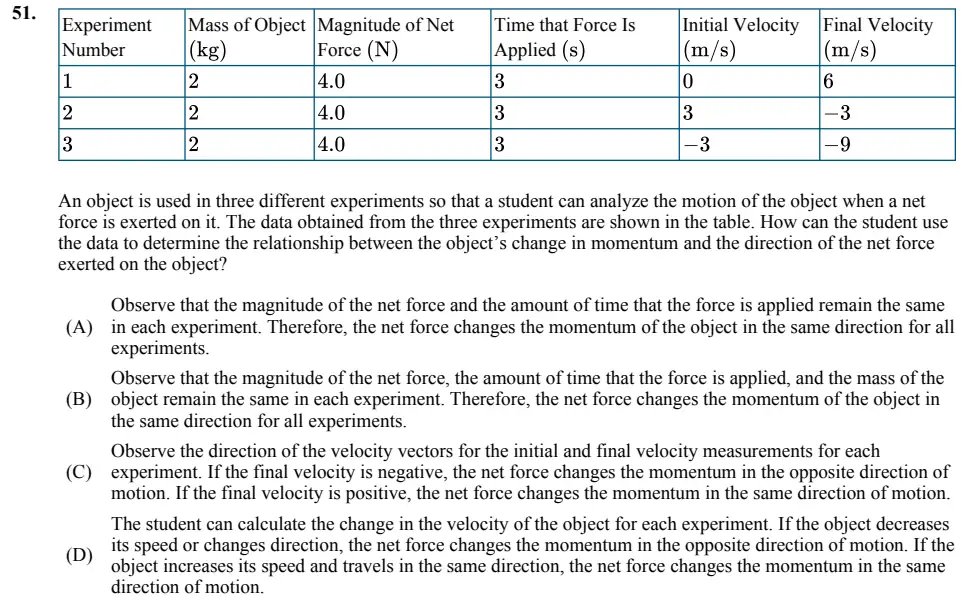 51.
Experiment Number | Mass of Object (kg) | Magnitude of Net Force (N) | Time that Force Is Applied (s) | Initial Velocity (m/s) | Final Velocity (m/s)
1 | 2 | 4.0 | 3 | 0 | 6
2 | 2 | 4.0 | 3 | 3 | −3
3 | 2 | 4.0 | 3 | −3 | −9
An object is used in three different experiments so that a student can analyze the motion of the object when a net
force is exerted on it. The data obtained from the three experiments are shown in the table. How can the student use
the data to determine the relationship between the object's change in momentum and the direction of the net force
exerted on the object?
Observe that the magnitude of the net force and the amount of time that the force is applied remain the same
(A) in each experiment. Therefore, the net force changes the momentum of the object in the same direction for all
experiments.
Observe that the magnitude of the net force, the amount of time that the force is applied, and the mass of the
(B) object remain the same in each experiment. Therefore, the net force changes the momentum of the object in
the same direction for all experiments.
Observe the direction of the velocity vectors for the initial and final velocity measurements for each
(C) experiment. If the final velocity is negative, the net force changes the momentum in the opposite direction of
motion. If the final velocity is positive, the net force changes the momentum in the same direction of motion.
The student can calculate the change in the velocity of the object for each experiment. If the object decreases
(D) its speed or changes direction, the net force changes the momentum in the opposite direction of motion. If the
object increases its speed and travels in the same direction, the net force changes the momentum in the same
direction of motion.